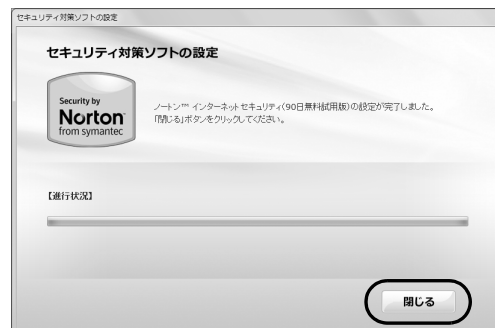 セキュリティ対策ソフトの設定
セキュリティ対策ソフトの設定
Security by
Norton
from symantec
ノートン™ インターネットセキュリティ(90日無料試用版)の設定が完了しました。
「閉じる」ボタンをクリックしてください。
【進行状況】
閉じる